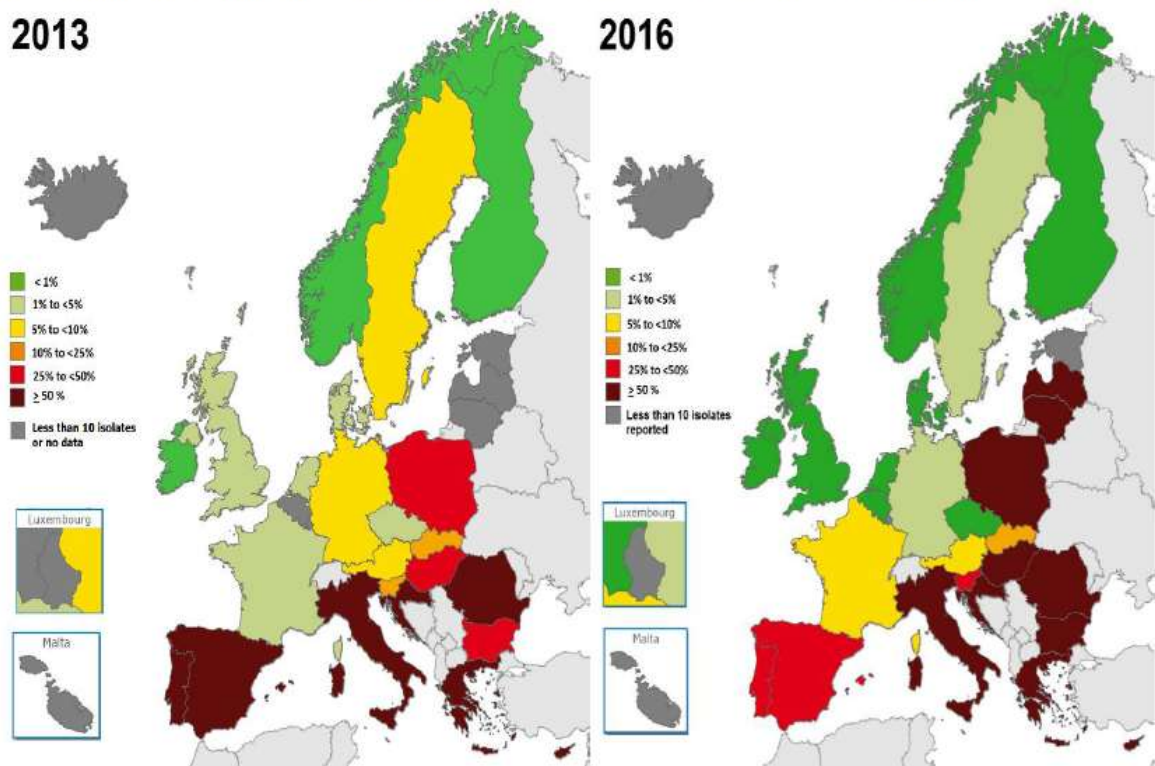 2013
< 1%
1% to <5%
5% to <10%
10% to <25%
25% to <50%
≥ 50 %
Less than 10 isolates
or no data
Luxembourg
Malta
2016
< 1%
1% to <5%
5% to <10%
10% to <25%
25% to <50%
≥ 50 %
Less than 10 isolates
reported
Luxembourg
Malta